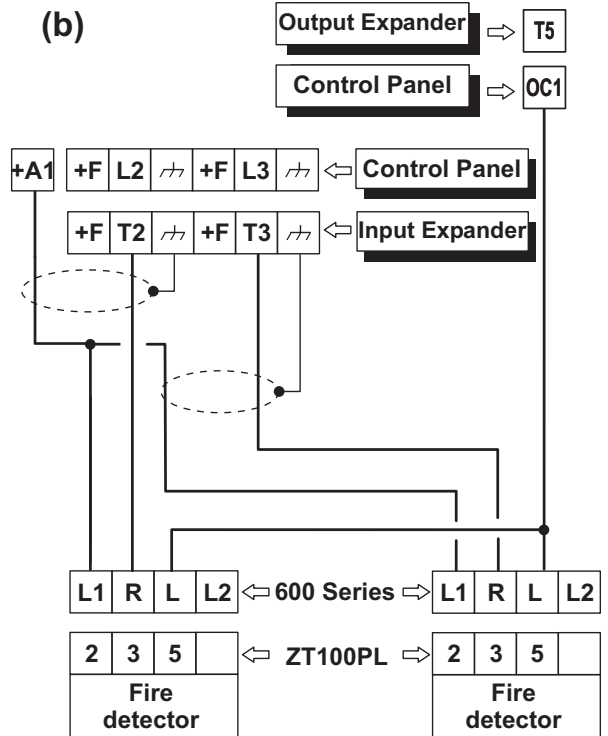 (b)
Output Expander T5
Control Panel OC1
+A1 +F L2 +F L3 Control Panel
+F T2 +F T3 Input Expander
L1 R L L2 600 Series L1 R L L2
2 3 5 ZT100PL 2 3 5
Fire detector Fire detector